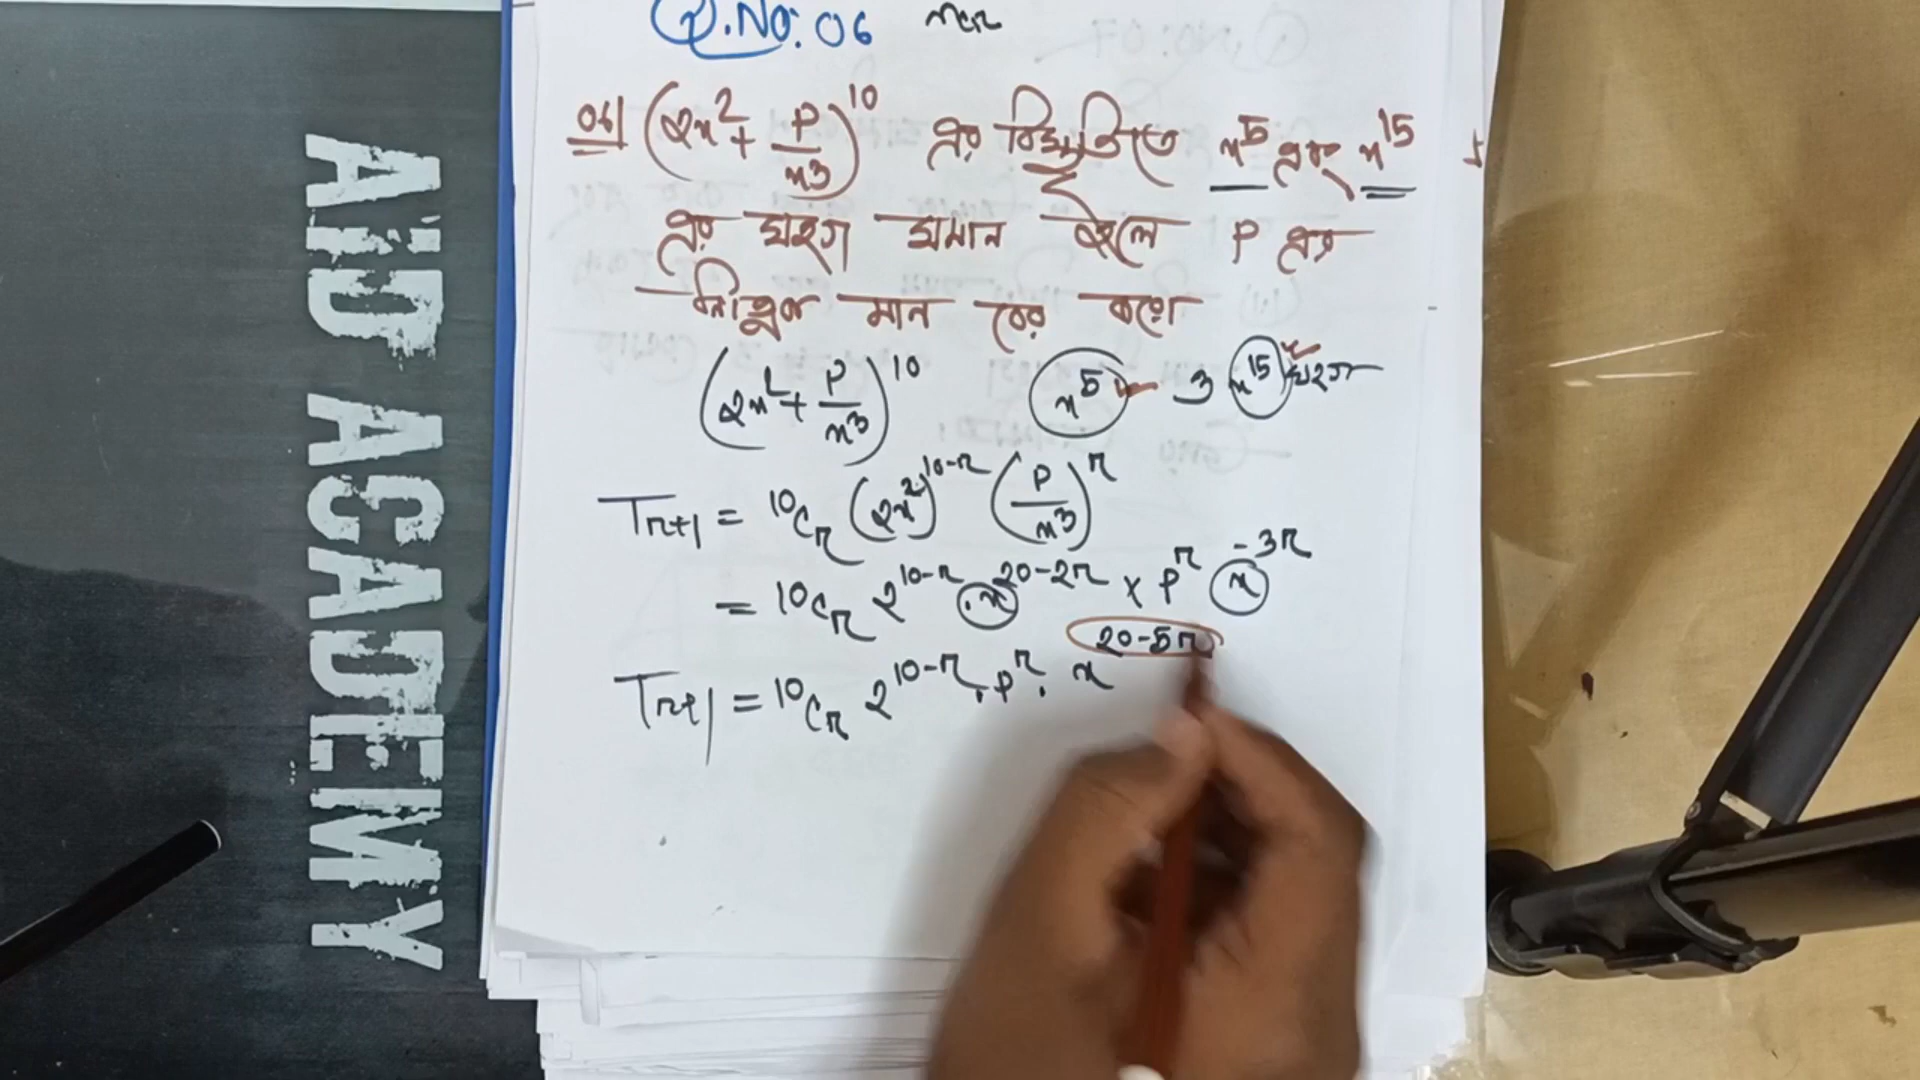 Q.NO: 06 ncr
06| (2x² + P/x³)¹⁰ এর বিস্তৃতিতে x⁵ এবং x¹⁵
এর সহগ সমান হলে P এর
মান বের করো
(2x² + P/x³)¹⁰ x⁵ ও x¹⁵ সহগ
Tr+1 = ¹⁰Cr (2x²)¹⁰⁻ʳ (P/x³)ʳ
= ¹⁰Cr 2¹⁰⁻ʳ . x²⁰⁻²ʳ × Pʳ x⁻³ʳ
Tr+1 = ¹⁰Cr 2¹⁰⁻ʳ . Pʳ . x²⁰⁻⁵ʳ
AID ACADEMY